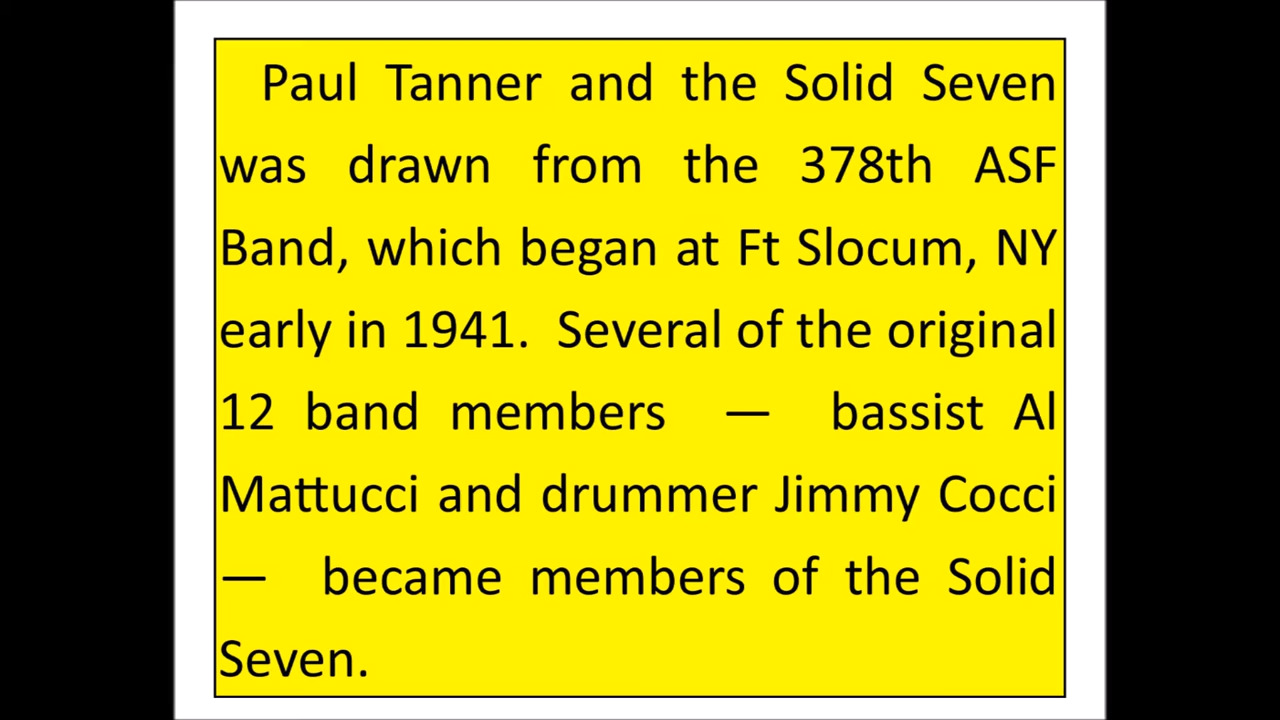 Paul Tanner and the Solid Seven
was drawn from the 378th ASF
Band, which began at Ft Slocum, NY
early in 1941.  Several of the original
12 band members — bassist Al
Mattucci and drummer Jimmy Cocci
— became members of the Solid
Seven.